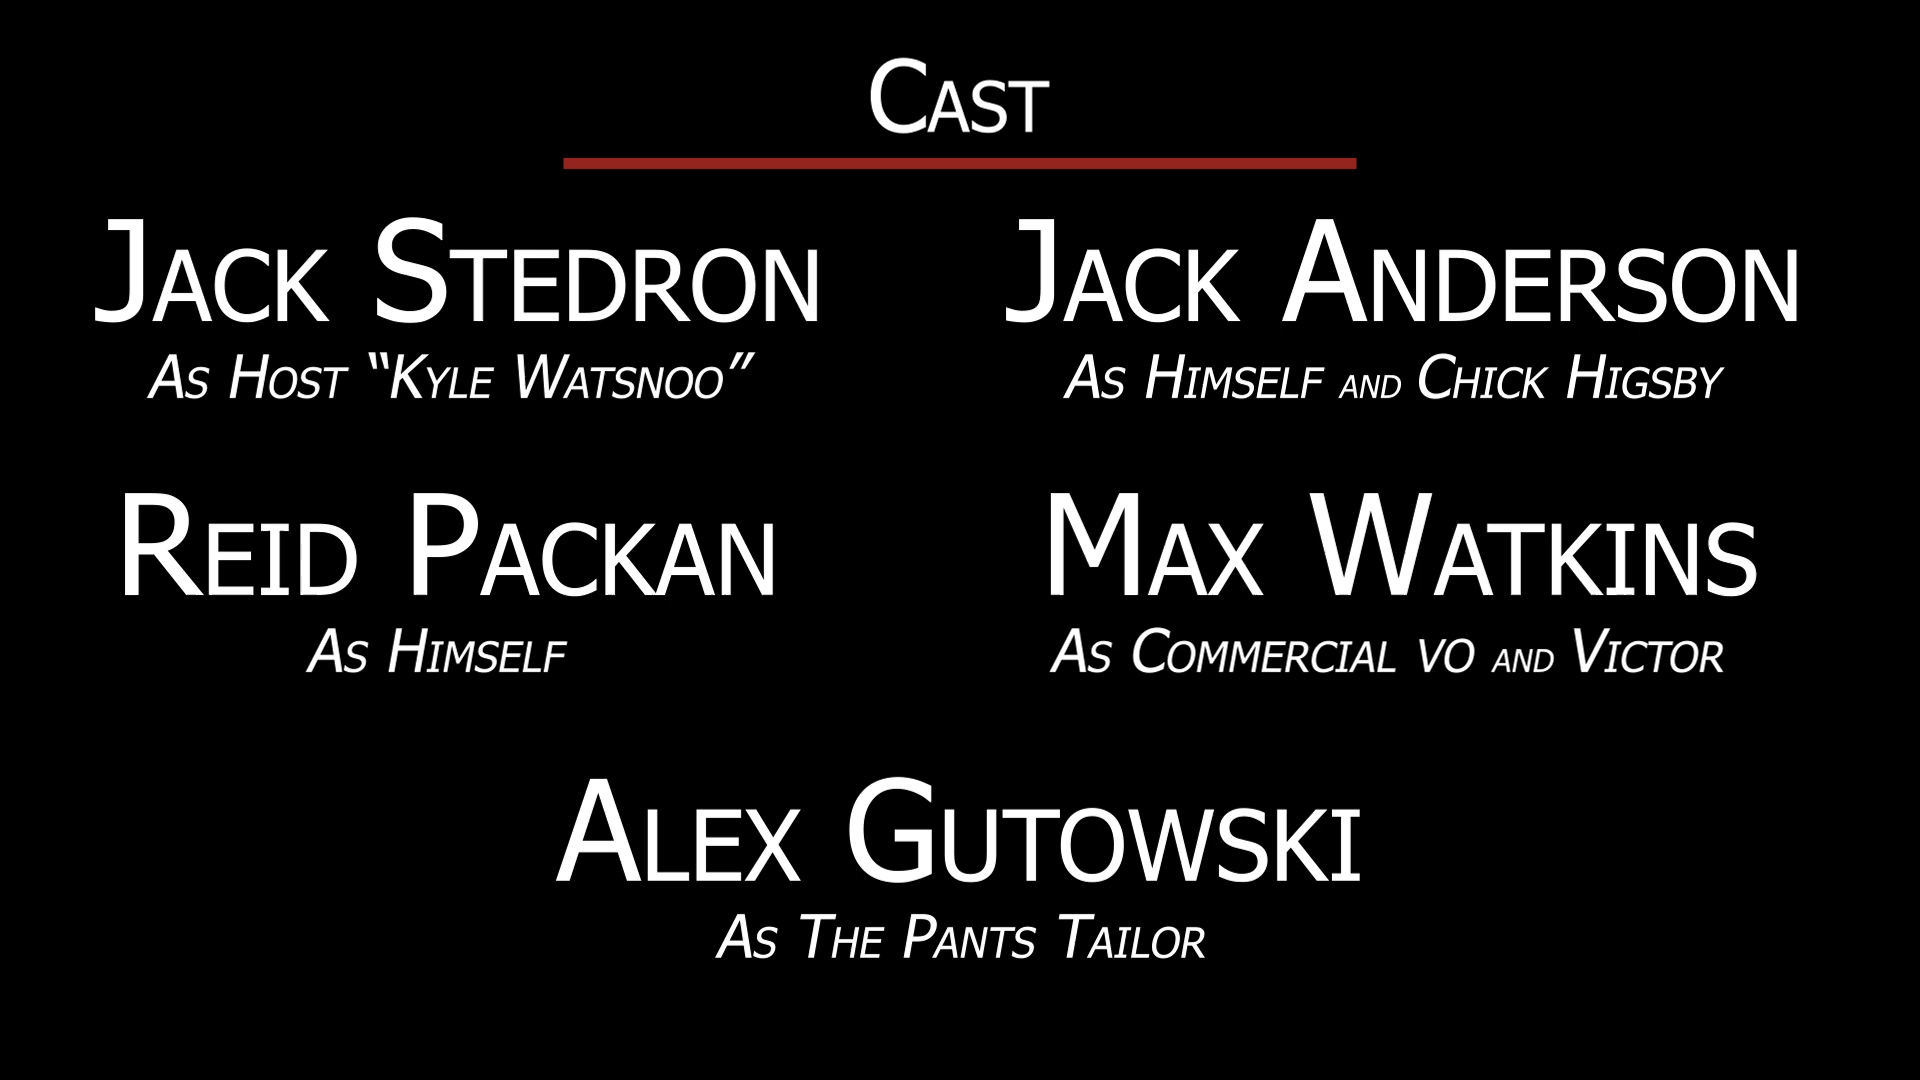 Cast
Jack Stedron
As Host “Kyle Watsnoo”
Jack Anderson
As Himself and Chick Higsby
Reid Packan
As Himself
Max Watkins
As Commercial VO and Victor
Alex Gutowski
As The Pants Tailor